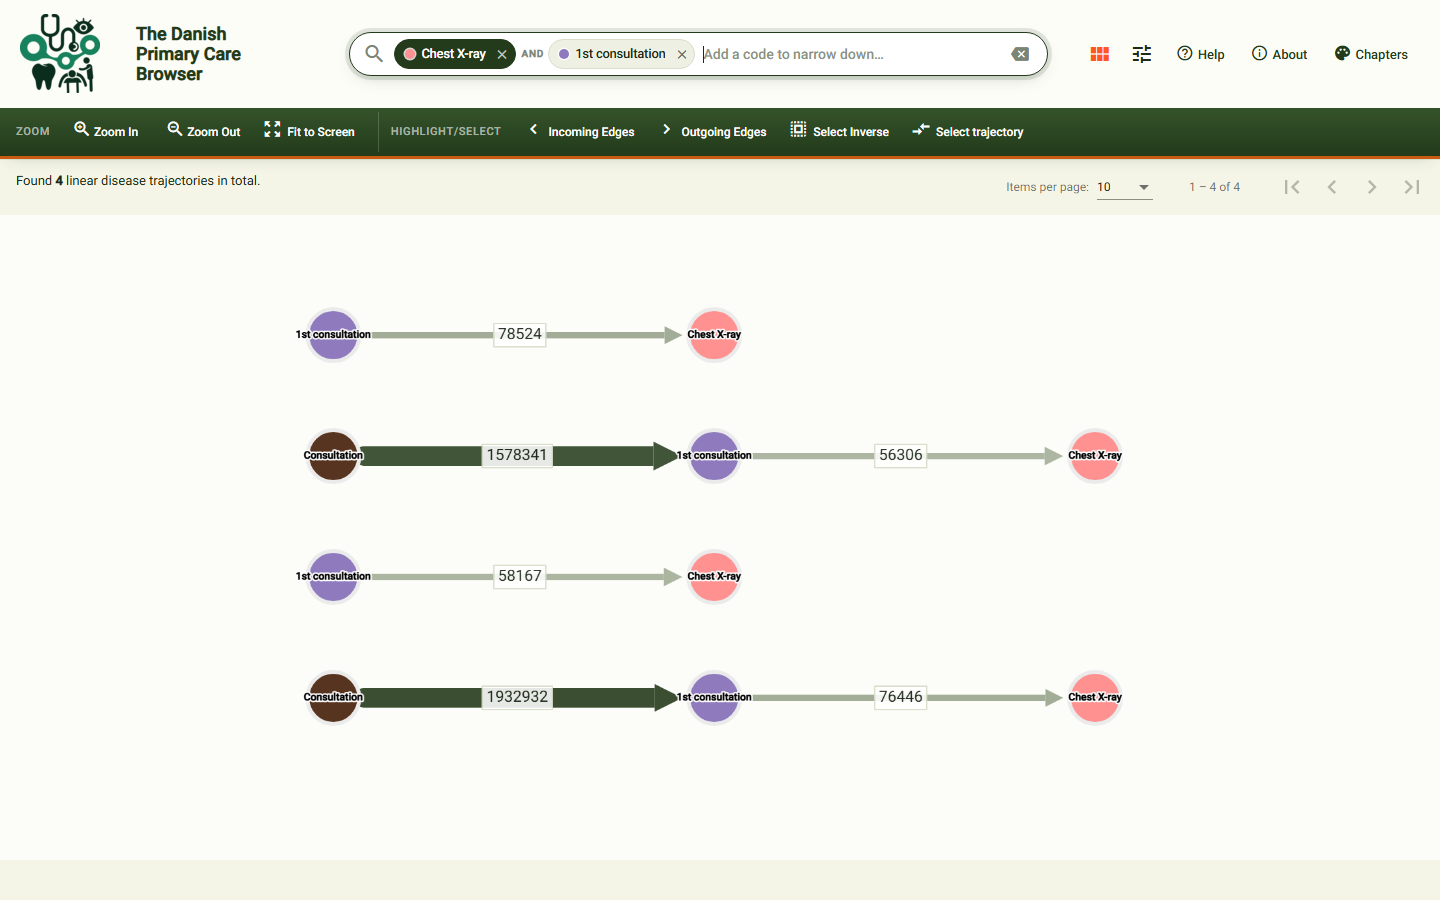 The Danish
Primary Care
Browser
Chest X-ray AND 1st consultation Add a code to narrow down...
Help About Chapters
ZOOM Zoom In Zoom Out Fit to Screen HIGHLIGHT/SELECT Incoming Edges Outgoing Edges Select Inverse Select trajectory
Found 4 linear disease trajectories in total.
Items per page: 10 1 – 4 of 4
1st consultation 78524 Chest X-ray
Consultation 1578341 1st consultation 56306 Chest X-ray
1st consultation 58167 Chest X-ray
Consultation 1932932 1st consultation 76446 Chest X-ray